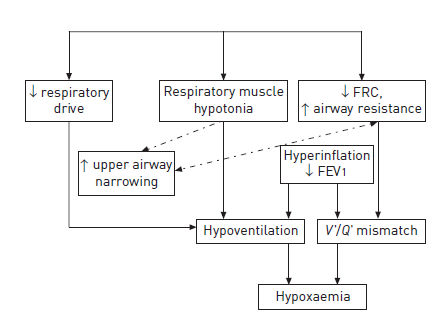 ↓ respiratory
drive
Respiratory muscle
hypotonia
↓ FRC,
↑ airway resistance
↑ upper airway
narrowing
Hyperinflation
↓ FEV1
Hypoventilation
V'/Q' mismatch
Hypoxaemia